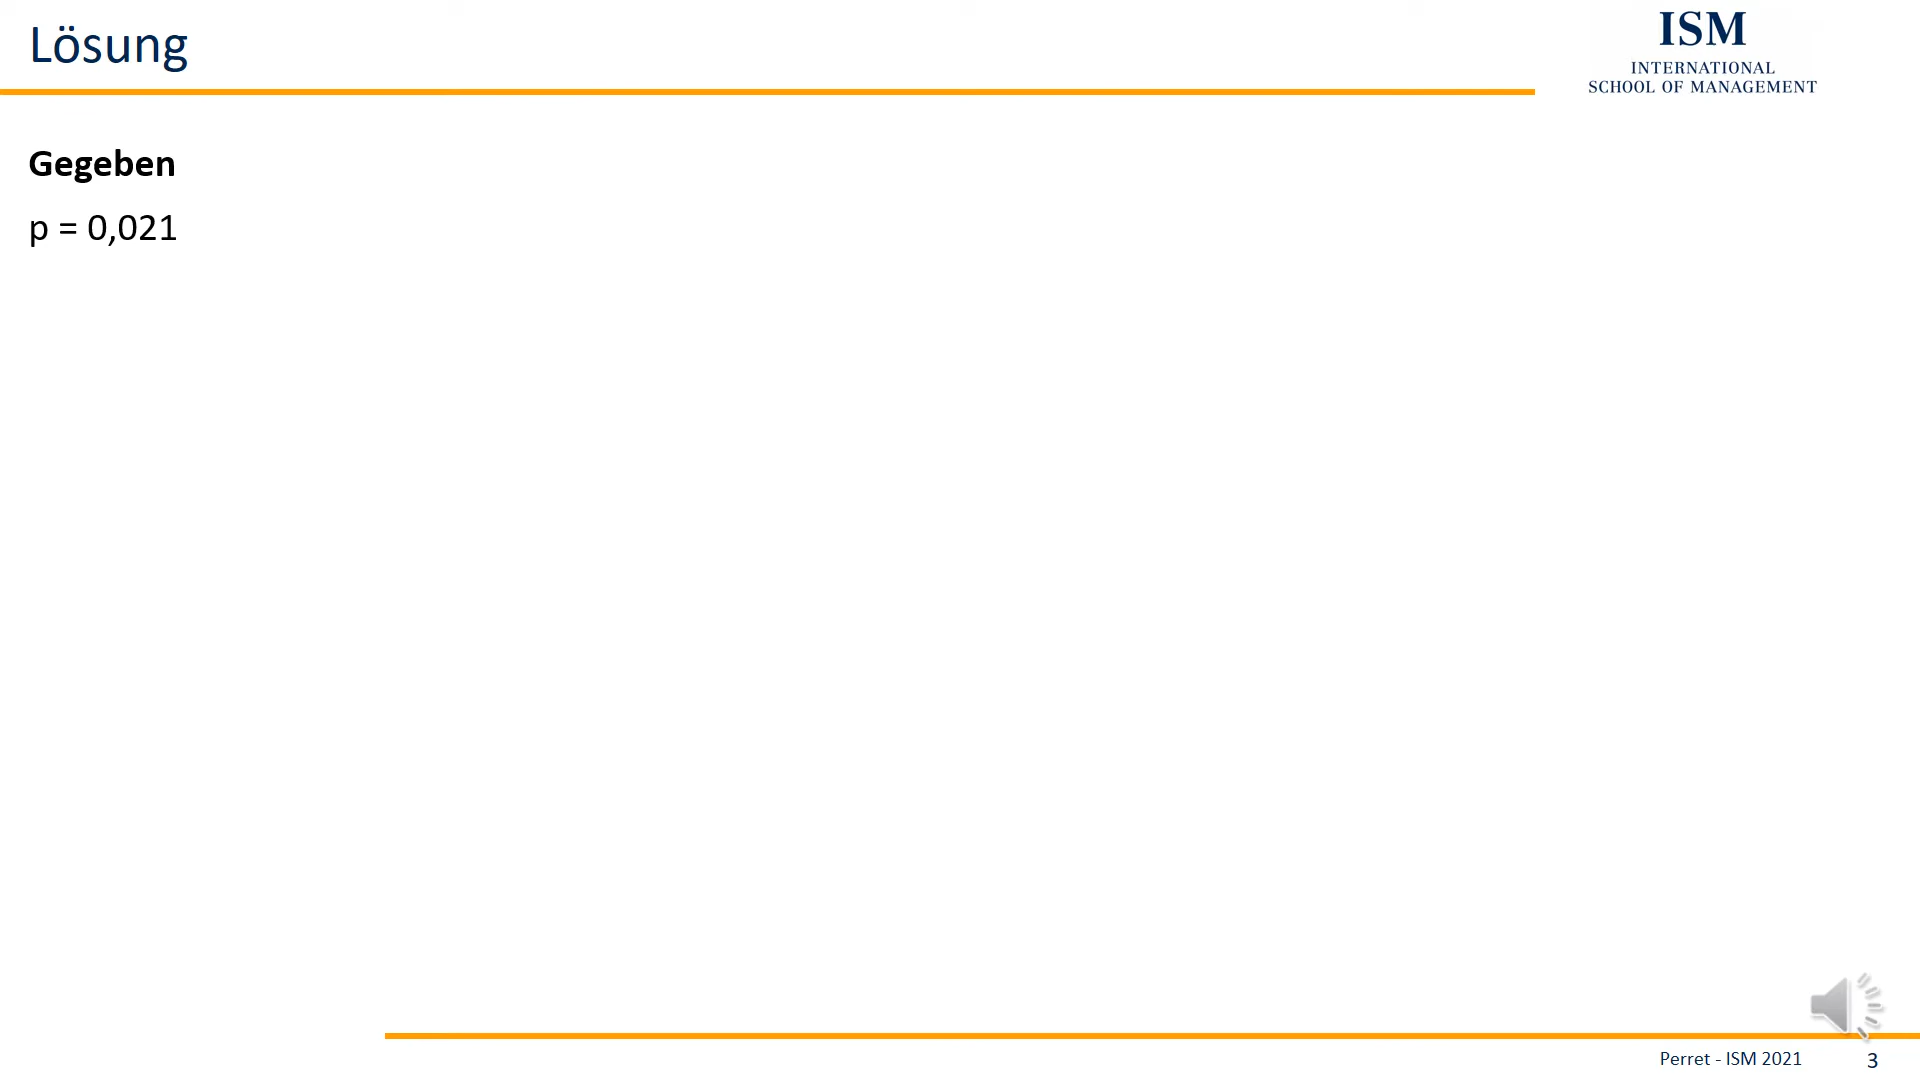 Lösung
ISM
INTERNATIONAL
SCHOOL OF MANAGEMENT
Gegeben
p = 0,021
Perret - ISM 2021
3